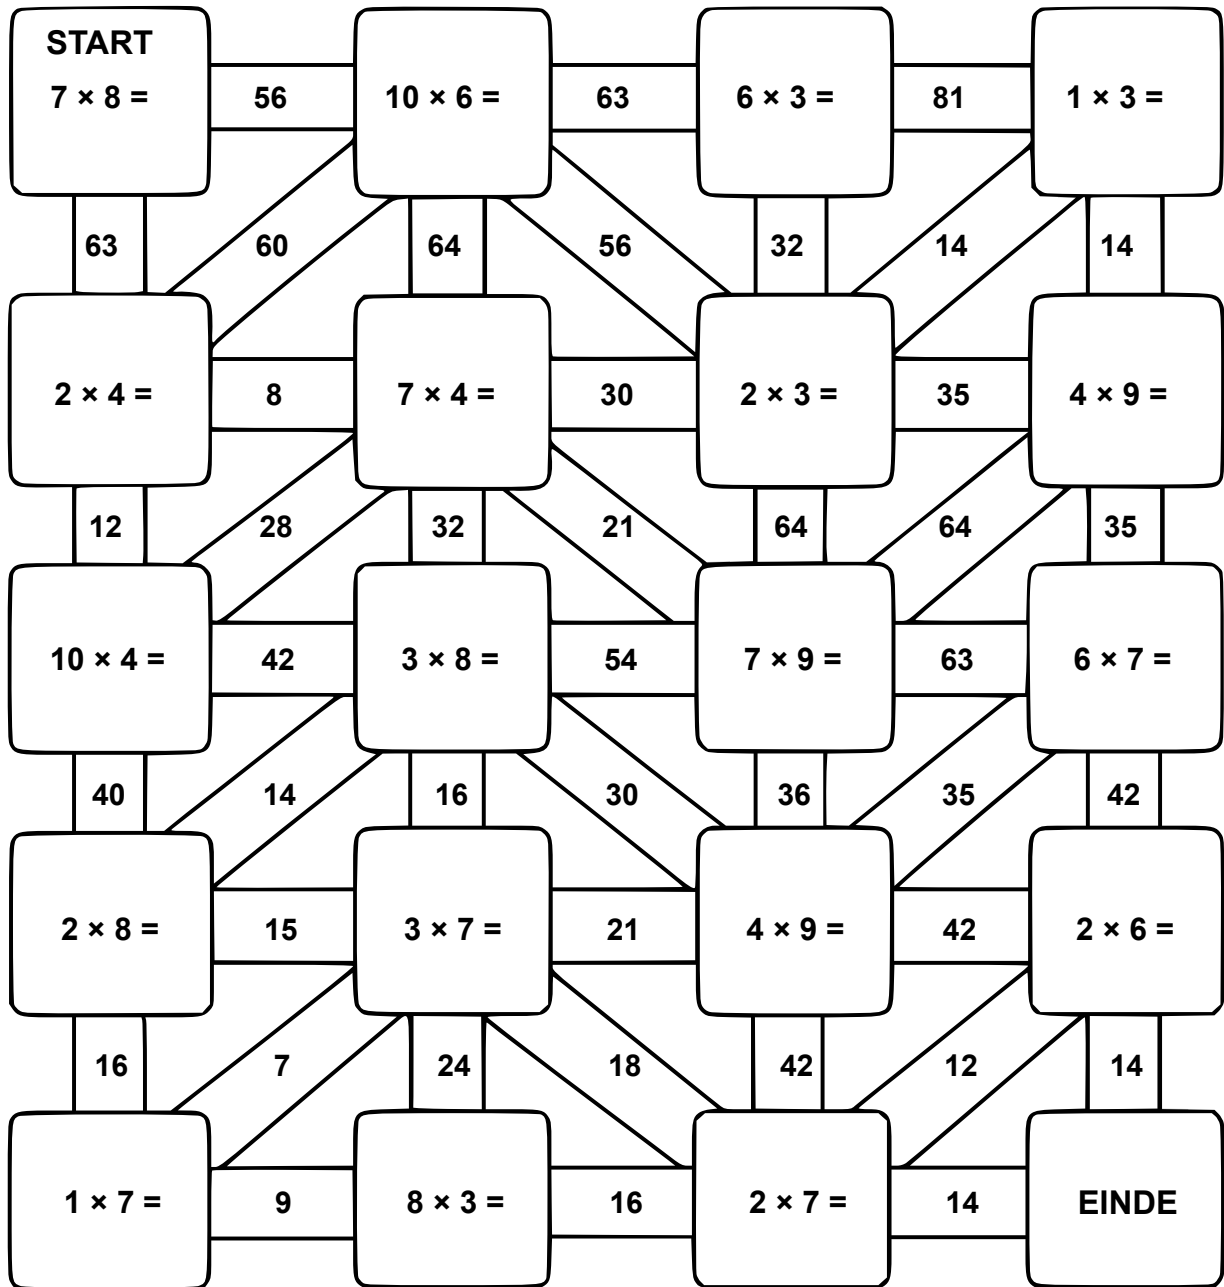 START
7 × 8 = 56 10 × 6 = 63 6 × 3 = 81 1 × 3 =
63 60 64 56 32 14 14
2 × 4 = 8 7 × 4 = 30 2 × 3 = 35 4 × 9 =
12 28 32 21 64 64 35
10 × 4 = 42 3 × 8 = 54 7 × 9 = 63 6 × 7 =
40 14 16 30 36 35 42
2 × 8 = 15 3 × 7 = 21 4 × 9 = 42 2 × 6 =
16 7 24 18 42 12 14
1 × 7 = 9 8 × 3 = 16 2 × 7 = 14 EINDE